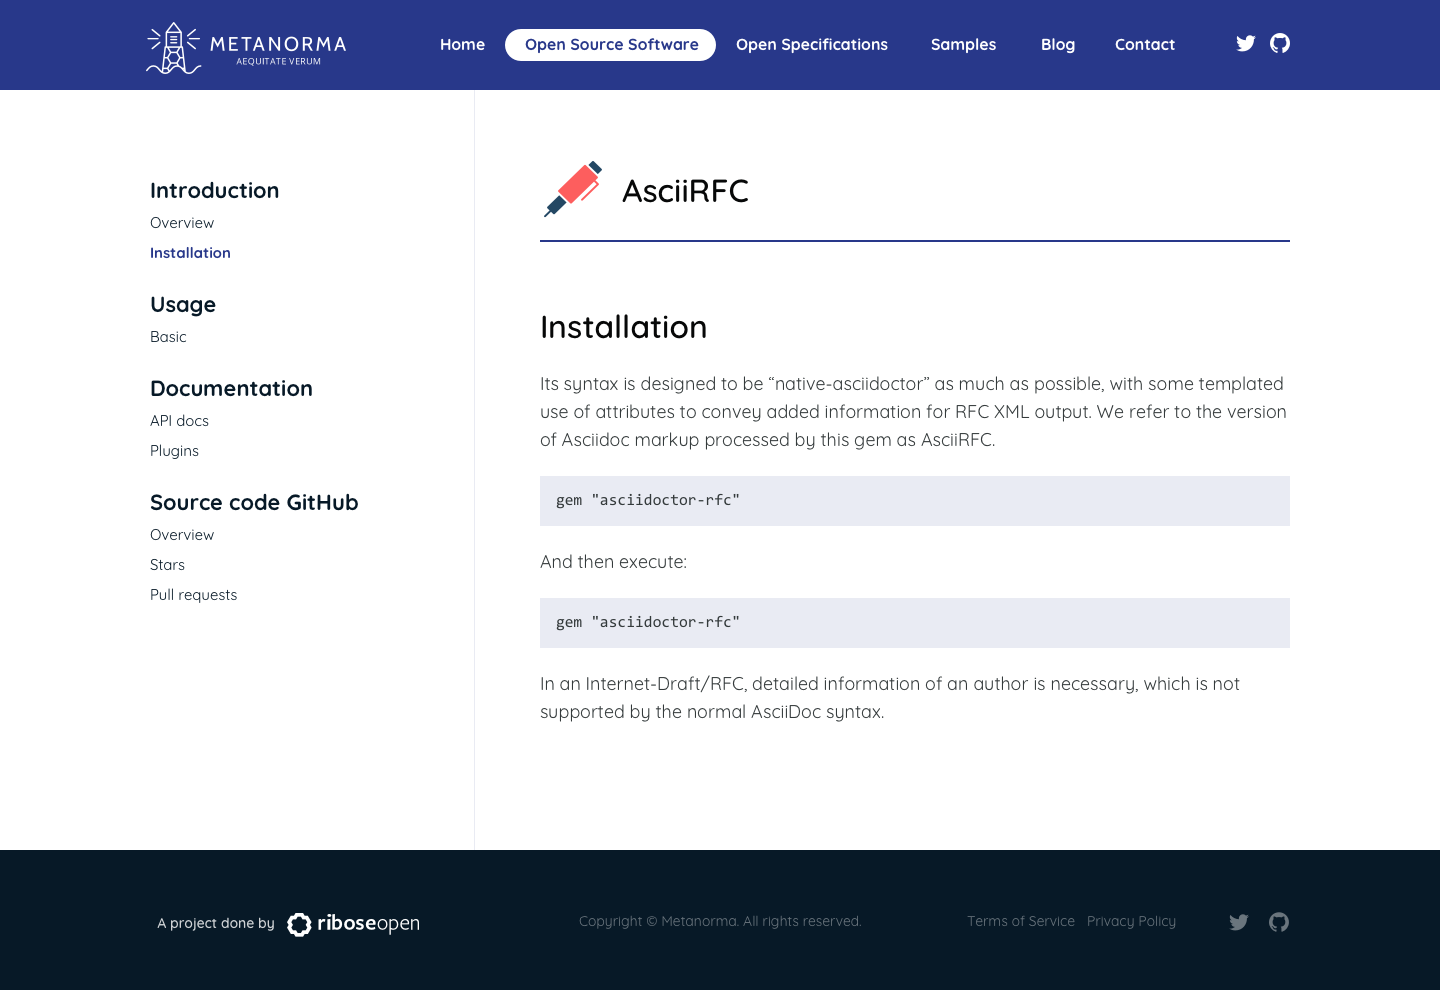 METANORMA
AEQUITATE VERUM
Home
Open Source Software
Open Specifications
Samples
Blog
Contact
Introduction
Overview
Installation
Usage
Basic
Documentation
API docs
Plugins
Source code GitHub
Overview
Stars
Pull requests
AsciiRFC
Installation
Its syntax is designed to be “native-asciidoctor” as much as possible, with some templated
use of attributes to convey added information for RFC XML output. We refer to the version
of Asciidoc markup processed by this gem as AsciiRFC.
gem "asciidoctor-rfc"
And then execute:
gem "asciidoctor-rfc"
In an Internet-Draft/RFC, detailed information of an author is necessary, which is not
supported by the normal AsciiDoc syntax.
A project done by riboseopen
Copyright © Metanorma. All rights reserved.
Terms of Service
Privacy Policy